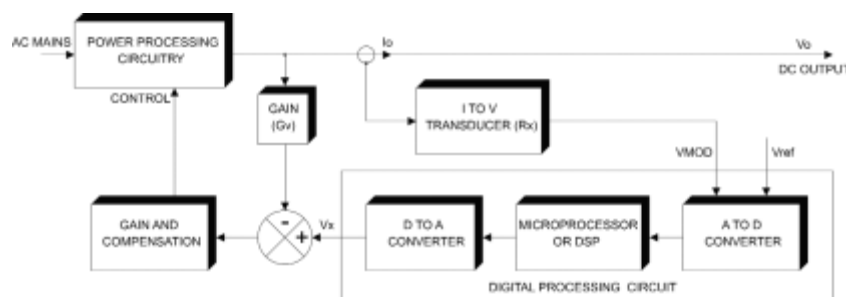 AC MAINS
POWER PROCESSING
CIRCUITRY
Io
Vo
DC OUTPUT
CONTROL
GAIN
(Gv)
I TO V
TRANSDUCER (Rx)
VMOD
Vref
GAIN AND
COMPENSATION
-
+
Vx
D TO A
CONVERTER
MICROPROCESSOR
OR DSP
A TO D
CONVERTER
DIGITAL PROCESSING CIRCUIT